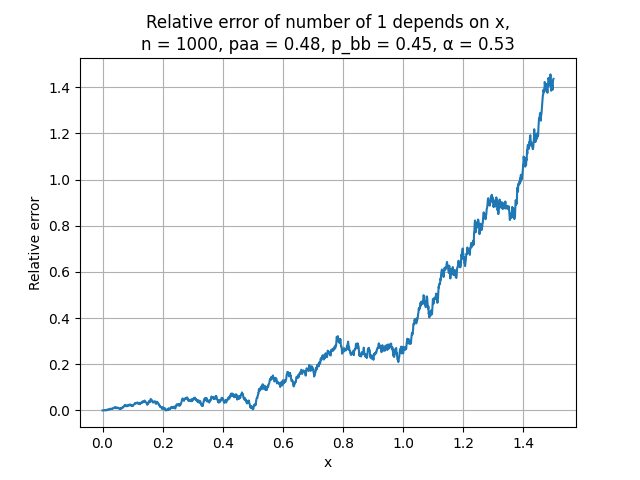 Relative error of number of 1 depends on x,
n = 1000, paa = 0.48, p_bb = 0.45, α = 0.53
1.4
1.2
1.0
0.8
0.6
0.4
0.2
0.0
Relative error
0.0 0.2 0.4 0.6 0.8 1.0 1.2 1.4
x